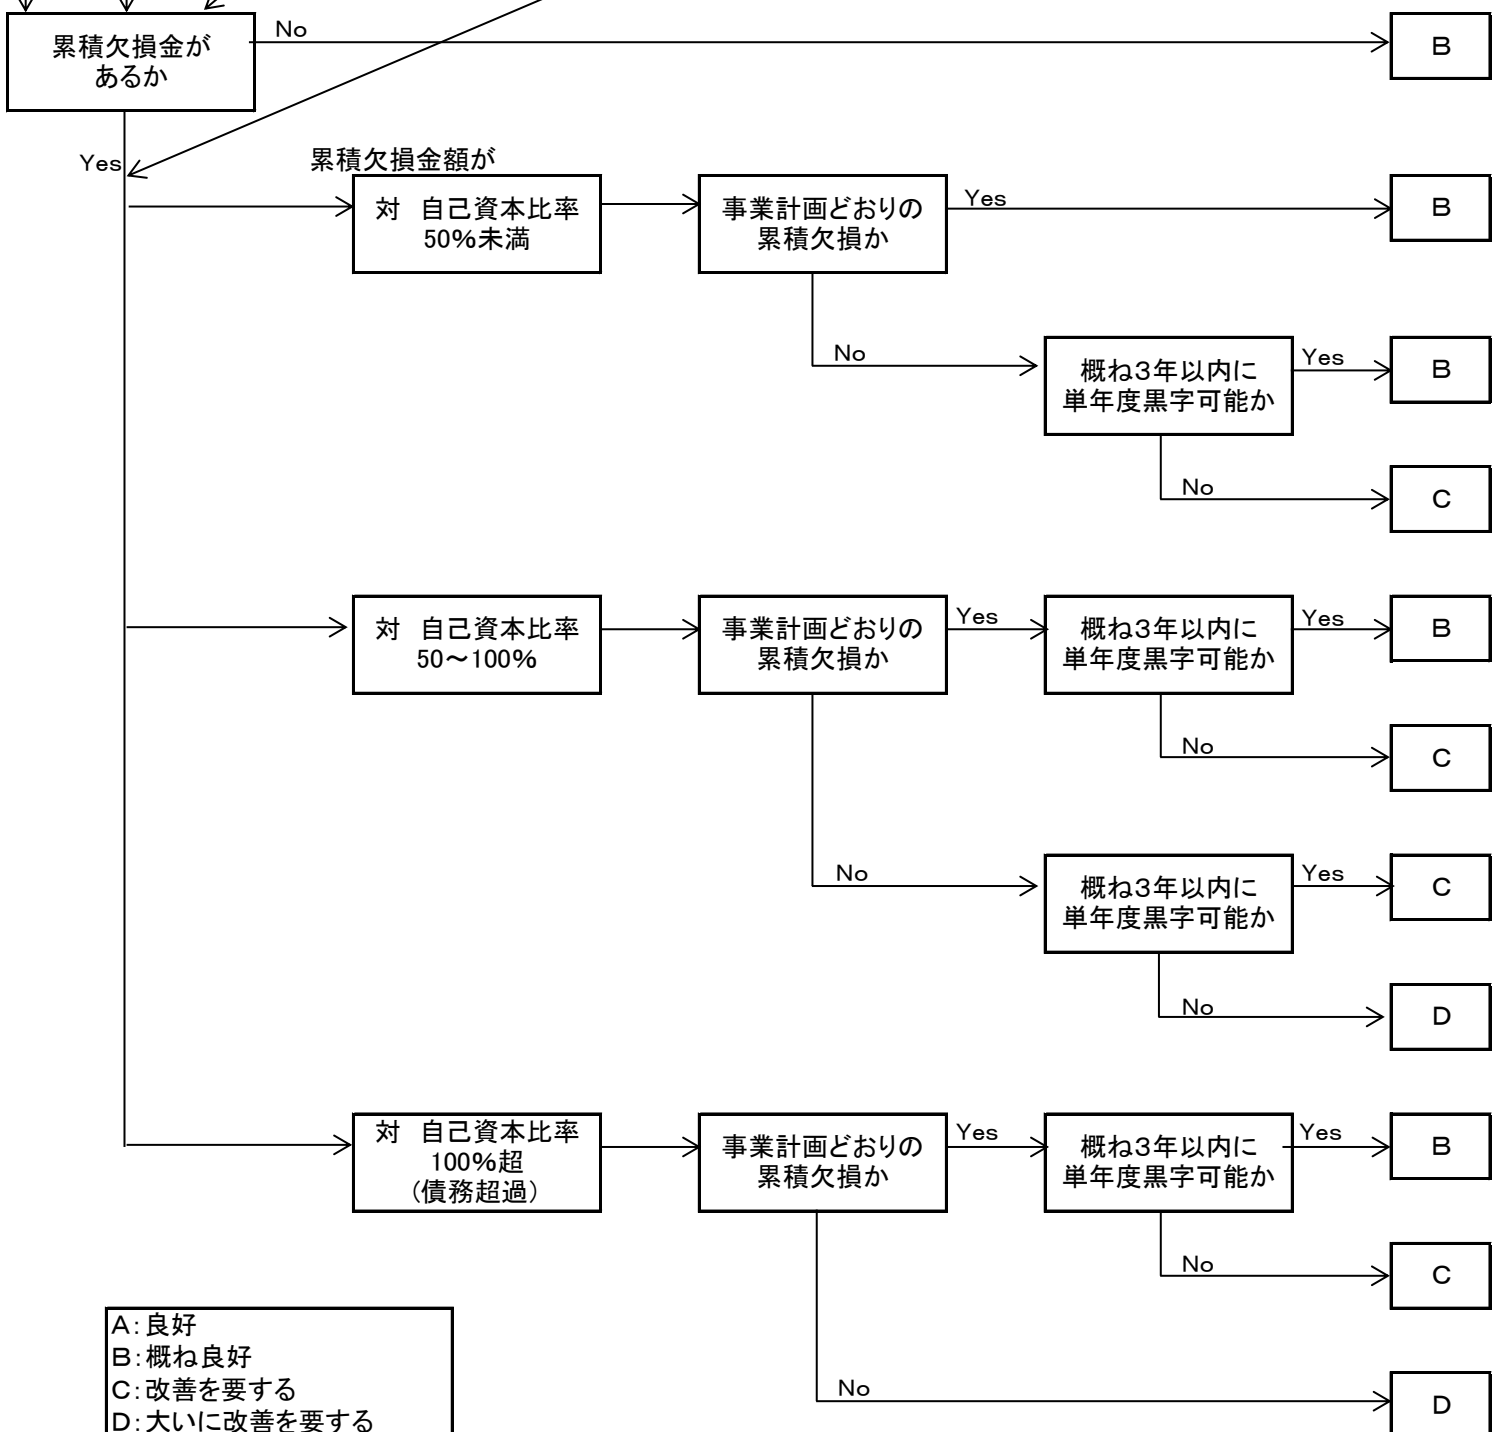 累積欠損金が
あるか
No
B
Yes
累積欠損金額が
対　自己資本比率
50%未満
事業計画どおりの
累積欠損か
Yes
B
No
概ね3年以内に
単年度黒字可能か
Yes
B
No
C
対　自己資本比率
50～100%
事業計画どおりの
累積欠損か
Yes
概ね3年以内に
単年度黒字可能か
Yes
B
No
C
No
概ね3年以内に
単年度黒字可能か
Yes
C
No
D
対　自己資本比率
100%超
(債務超過)
事業計画どおりの
累積欠損か
Yes
概ね3年以内に
単年度黒字可能か
Yes
B
No
C
No
D
A：良好
B：概ね良好
C：改善を要する
D：大いに改善を要する